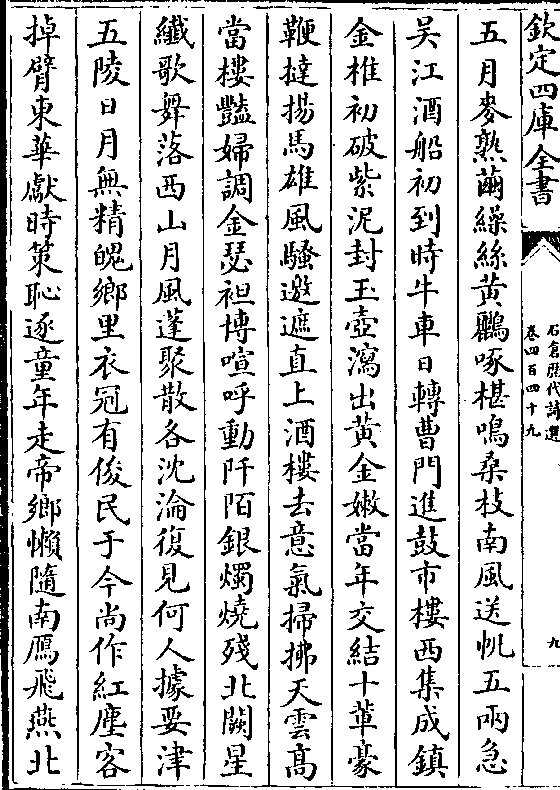 欽定四庫全書
石倉歷代詩選
卷四百四十九
九
五月麥熟繭繰絲黃鸝啄椹鳴桑枝南風送帆五兩急
吴江酒船初到時牛車日轉曹門進鼓市樓西集成鎮
金椎初破紫泥封玉壺瀉出黃金嫩當年交結十輩豪
鞭撻揚馬雄風騷邀遮直上酒樓去意氣掃拂天雲髙
當樓豔婦調金瑟袒博喧呼動阡陌銀燭燒殘北闕星
纎歌舞落西山月風蓬聚散各沈淪復見何人據要津
五陵日月無精魄鄉里衣冠有俊民于今尚作紅塵客
掉臂東華獻時策恥逐童年走帝鄉懶隨南鴈飛燕北